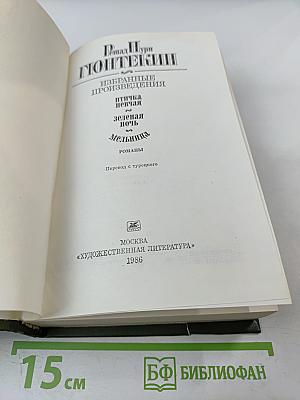 Решад Нури
ГЮНТЕКИН
ИЗБРАННЫЕ
ПРОИЗВЕДЕНИЯ
ПТИЧКА
ПЕВЧАЯ
ЗЕЛЕНАЯ
НОЧЬ
МЕЛЬНИЦА
РОМАНЫ
Перевод с турецкого
МОСКВА
«ХУДОЖЕСТВЕННАЯ ЛИТЕРАТУРА»
1986
15 см
БФ БИБЛИОФАН